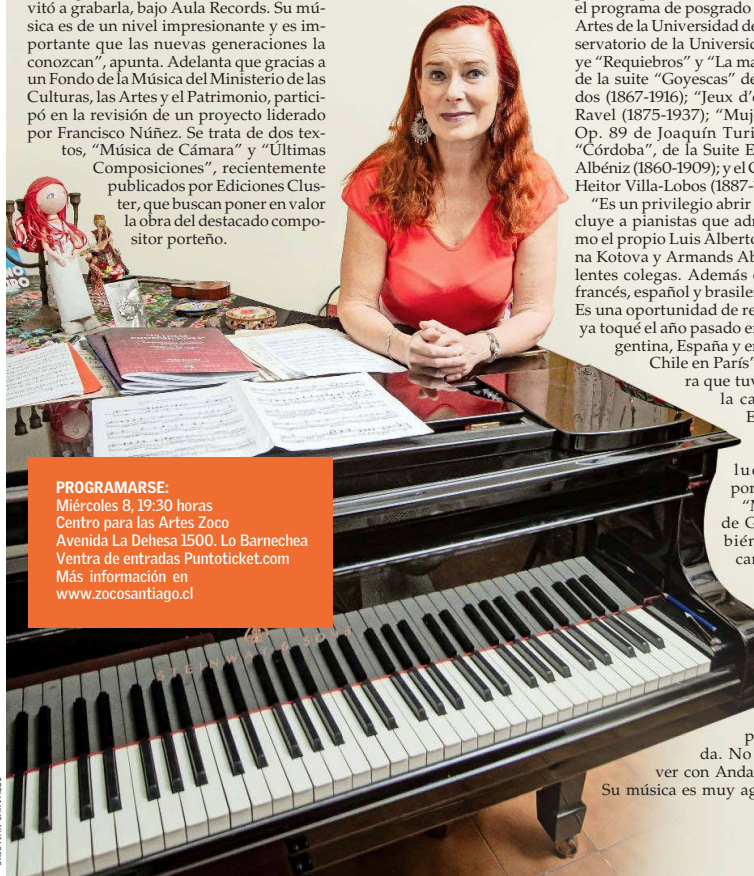 vitó a grabarla, bajo Aula Records. Su mú-
sica es de un nivel impresionante y es im-
portante que las nuevas generaciones la
conozcan”, apunta. Adelanta que gracias a
un Fondo de la Música del Ministerio de las
Culturas, las Artes y el Patrimonio, partici-
pó en la revisión de un proyecto liderado
por Francisco Núñez. Se trata de dos tex-
tos, “Música de Cámara” y “Últimas
Composiciones”, recientemente
publicados por Ediciones Clus-
ter, que buscan poner en valor
la obra del destacado compo-
sitor porteño.
PROGRAMARSE:
Miércoles 8, 19:30 horas
Centro para las Artes Zoco
Avenida La Dehesa 1500. Lo Barnechea
Ventra de entradas Puntoticket.com
Más información en
www.zocosantiago.cl
STEINWAY & SONS
el programa de posgrado
Artes de la Universidad de
servatorio de la Universid
ye “Requiebros” y “La ma
de la suite “Goyescas” de
dos (1867-1916); “Jeux d’e
Ravel (1875-1937); “Muj
Op. 89 de Joaquín Turi
“Córdoba”, de la Suite E
Albéniz (1860-1909); y el C
Heitor Villa-Lobos (1887-
“Es un privilegio abrir
cluye a pianistas que adr
mo el propio Luis Alberto
na Kotova y Armands Ab
lentes colegas. Además
francés, español y brasiler
Es una oportunidad de re
ya toqué el año pasado en
gentina, España y en
Chile en París”
ra que tu
la ca
E
lu
por
“M
de G
bién
can
p
da. No
ver con Anda
Su música es muy ag